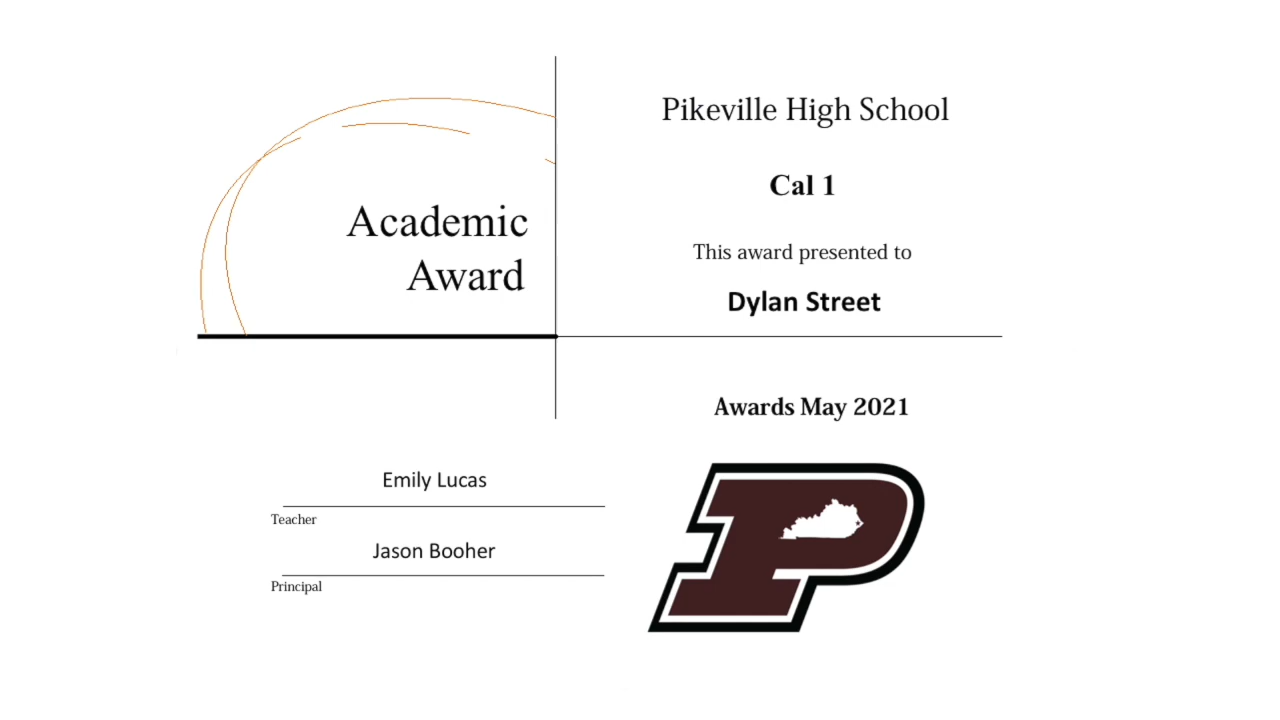 Academic
Award
Pikeville High School
Cal 1
This award presented to
Dylan Street
Awards May 2021
Emily Lucas
Teacher
Jason Booher
Principal
P